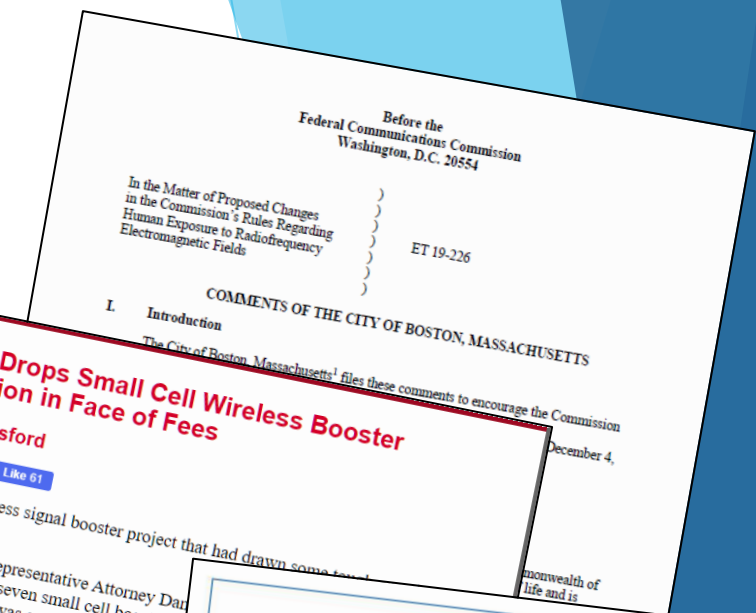 Before the
Federal Communications Commission
Washington, D.C. 20554
In the Matter of Proposed Changes
in the Commission's Rules Regarding
Human Exposure to Radiofrequency
Electromagnetic Fields
)
)
)
)
)
)
)
ET 19-226
COMMENTS OF THE CITY OF BOSTON, MASSACHUSETTS
I. Introduction
The City of Boston, Massachusetts¹ files these comments to encourage the Commission
December 4,
monwealth of
life and is
Drops Small Cell Wireless Booster
ion in Face of Fees
sford
Like 61
ess signal booster project that had drawn some
epresentative Attorney Dan
seven small cell